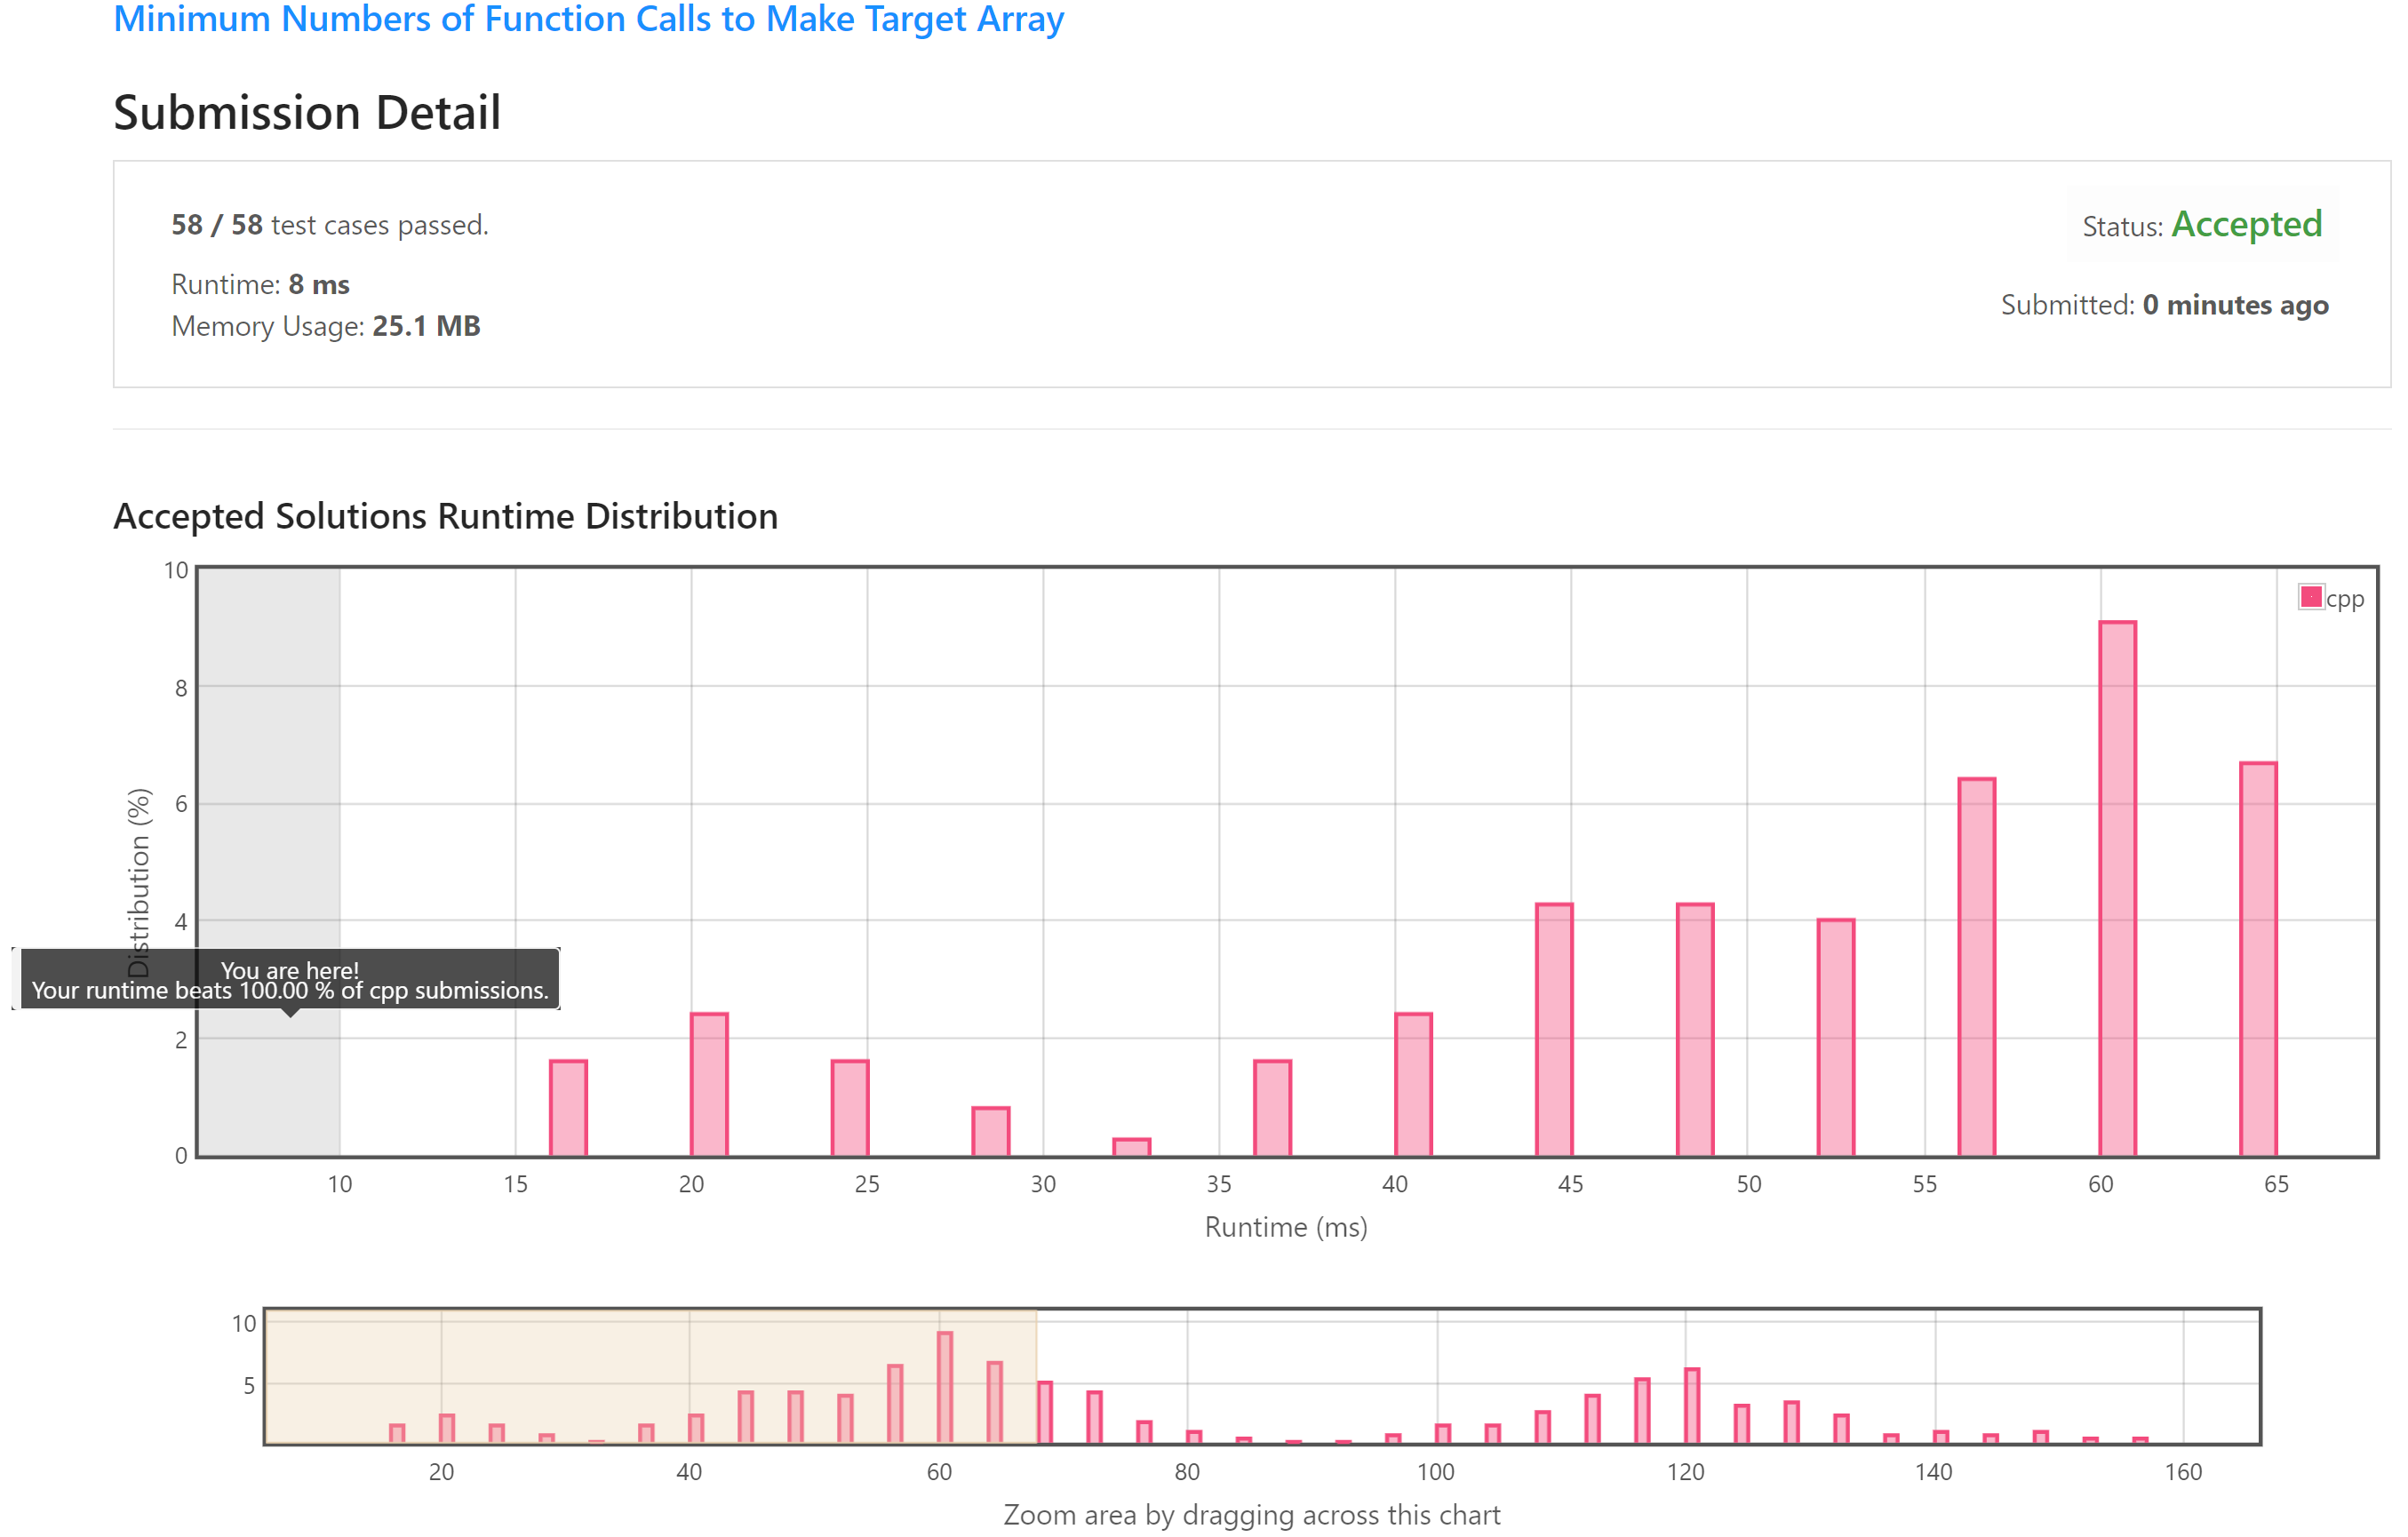 Minimum Numbers of Function Calls to Make Target Array
Submission Detail
58 / 58 test cases passed.
Status: Accepted
Runtime: 8 ms
Submitted: 0 minutes ago
Memory Usage: 25.1 MB
Accepted Solutions Runtime Distribution
cpp
10
8
6
4
2
0
Distribution (%)
You are here!
Your runtime beats 100.00 % of cpp submissions.
10 15 20 25 30 35 40 45 50 55 60 65
Runtime (ms)
10
5
20 40 60 80 100 120 140 160
Zoom area by dragging across this chart